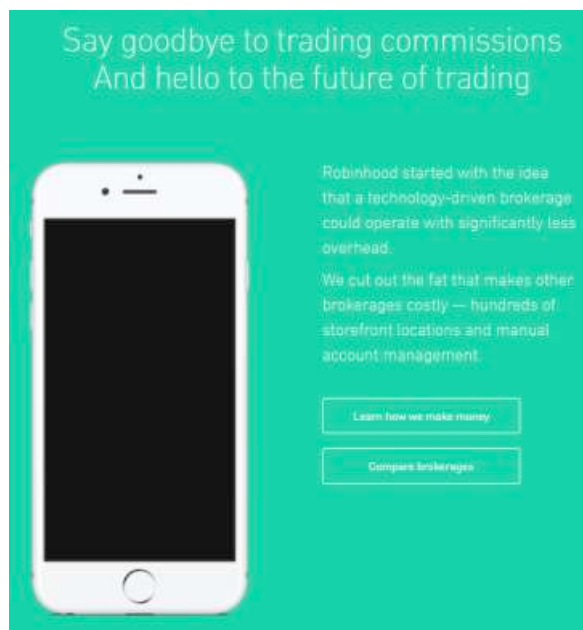 Say goodbye to trading commissions
And hello to the future of trading
Robinhood started with the idea
that a technology-driven brokerage
could operate with significantly less
overhead.
We cut out the fat that makes other
brokerages costly — hundreds of
storefront locations and manual
account management.
Learn how we make money
Compare brokerages